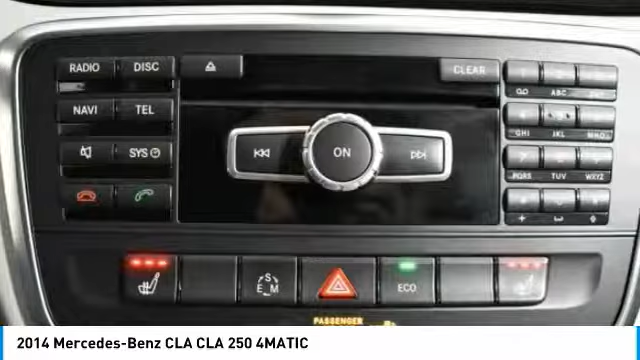 RADIO DISC CLEAR
ABC
NAVI TEL
GHI JKL MNO
SYS ON
PQRS TUV WXYZ
S
E M
ECO
PASSENGER
2014 Mercedes-Benz CLA CLA 250 4MATIC